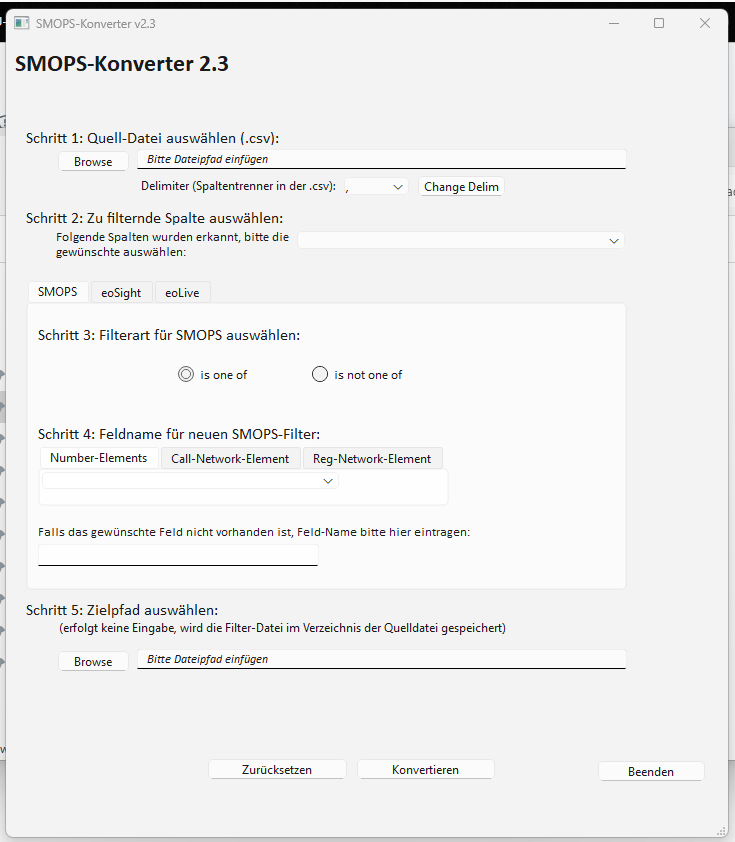 SMOPS-Konverter v2.3
SMOPS-Konverter 2.3
Schritt 1: Quell-Datei auswählen (.csv):
Browse
Bitte Dateipfad einfügen
Delimiter (Spaltentrenner in der .csv):
,
Change Delim
Schritt 2: Zu filternde Spalte auswählen:
Folgende Spalten wurden erkannt, bitte die
gewünschte auswählen:
SMOPS
eoSight
eoLive
Schritt 3: Filterart für SMOPS auswählen:
is one of
is not one of
Schritt 4: Feldname für neuen SMOPS-Filter:
Number-Elements
Call-Network-Element
Reg-Network-Element
Falls das gewünschte Feld nicht vorhanden ist, Feld-Name bitte hier eintragen:
Schritt 5: Zielpfad auswählen:
(erfolgt keine Eingabe, wird die Filter-Datei im Verzeichnis der Quelldatei gespeichert)
Browse
Bitte Dateipfad einfügen
Zurücksetzen
Konvertieren
Beenden